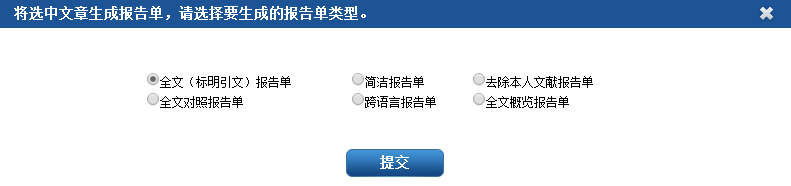 将选中文章生成报告单，请选择要生成的报告单类型。
全文（标明引文）报告单 简洁报告单 去除本人文献报告单
全文对照报告单 跨语言报告单 全文概览报告单
提交